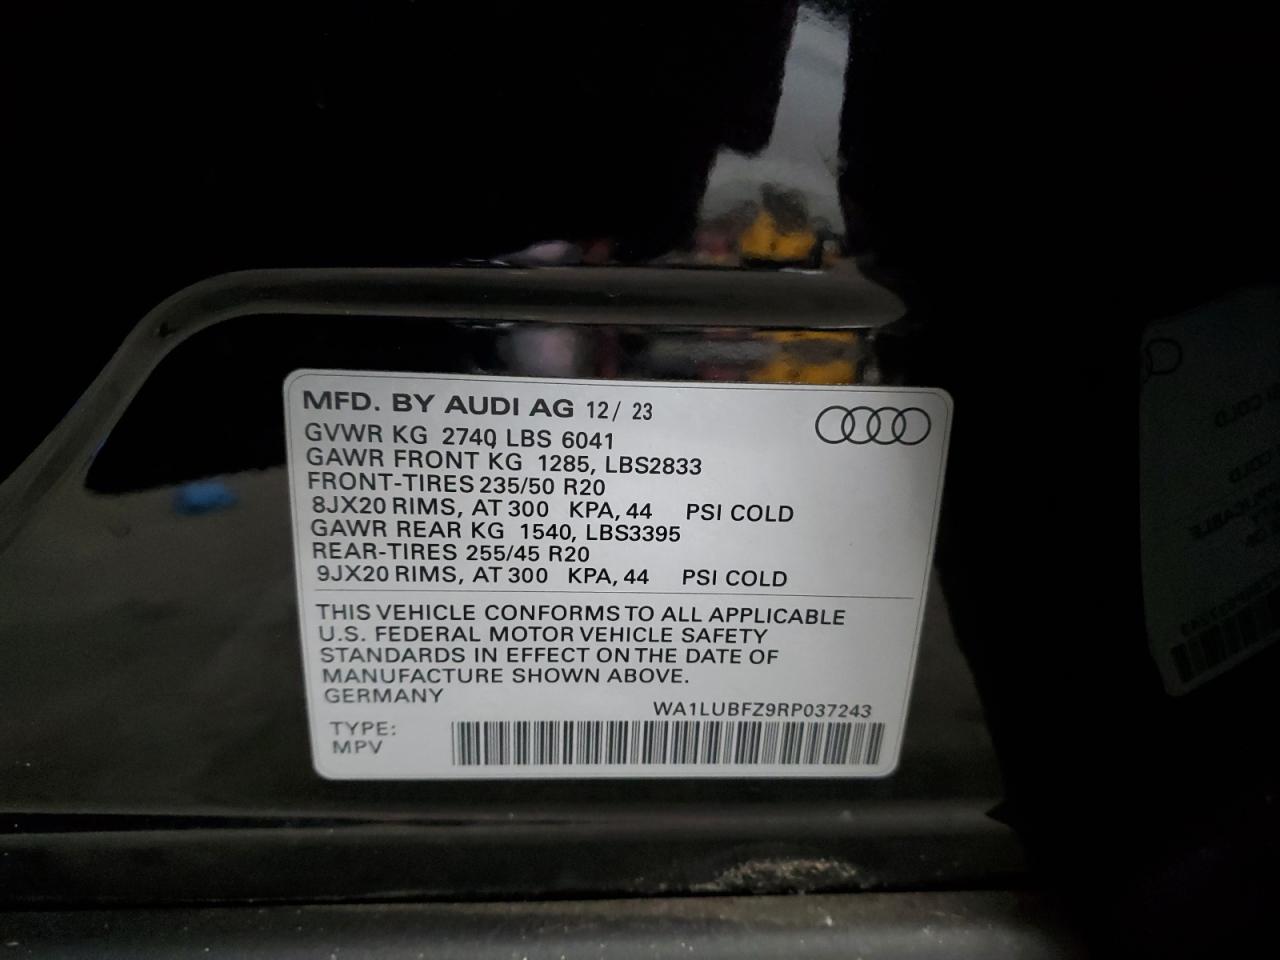 MFD. BY AUDI AG 12/ 23
GVWR KG 2740 LBS 6041
GAWR FRONT KG 1285, LBS2833
FRONT-TIRES 235/50 R20
8JX20 RIMS, AT 300 KPA, 44 PSI COLD
GAWR REAR KG 1540, LBS3395
REAR-TIRES 255/45 R20
9JX20 RIMS, AT 300 KPA, 44 PSI COLD
THIS VEHICLE CONFORMS TO ALL APPLICABLE
U.S. FEDERAL MOTOR VEHICLE SAFETY
STANDARDS IN EFFECT ON THE DATE OF
MANUFACTURE SHOWN ABOVE.
GERMANY
WA1LUBFZ9RP037243
TYPE:
MPV